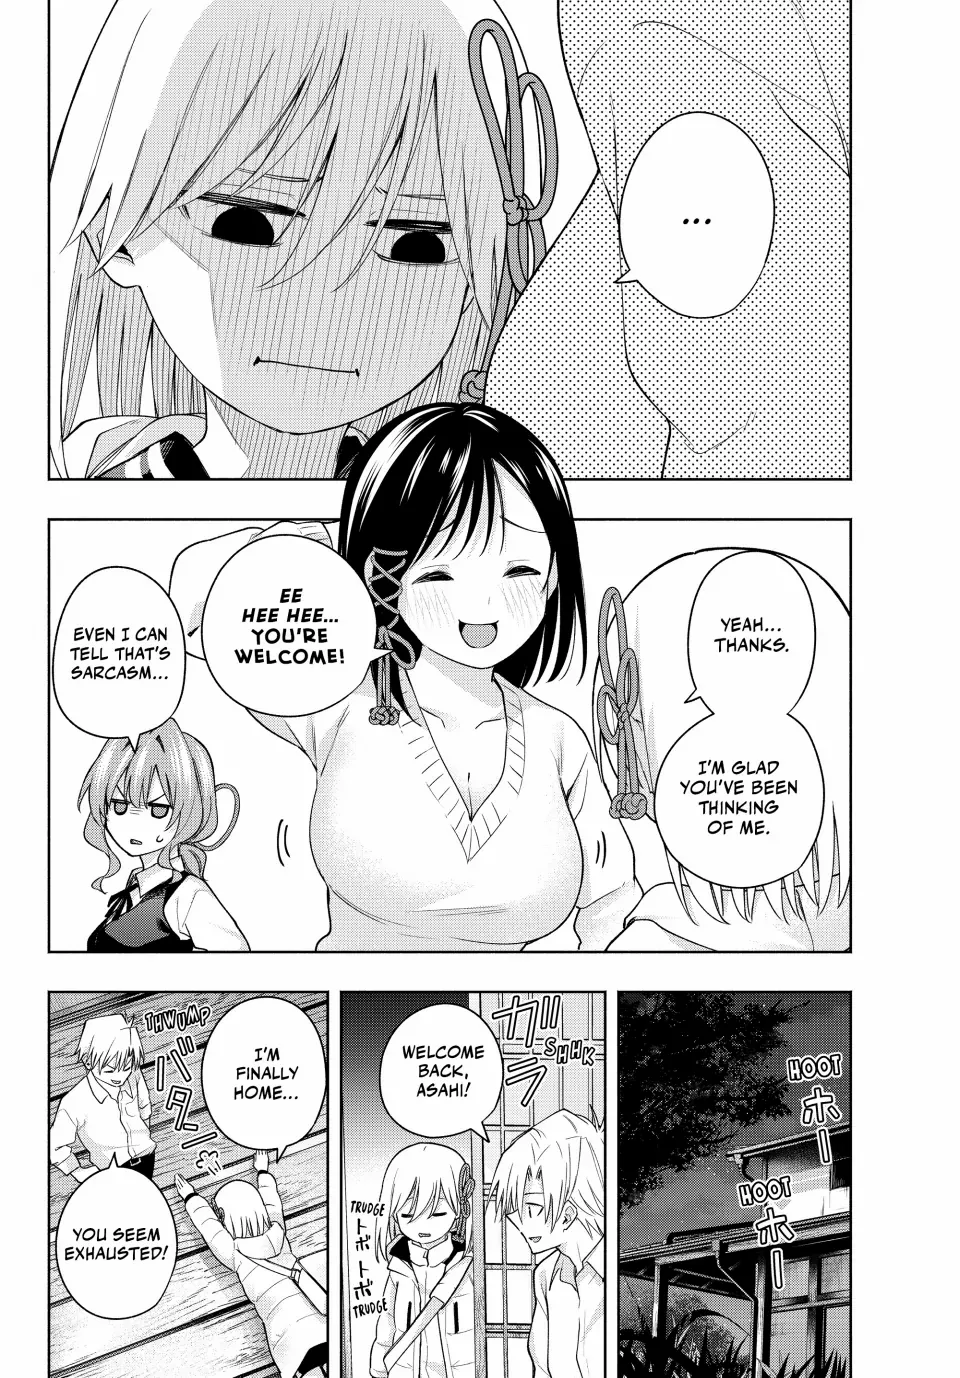 ...
YEAH...
THANKS.
I'M GLAD
YOU'VE BEEN
THINKING
OF ME.
EE
HEE HEE...
YOU'RE
WELCOME!
EVEN I CAN
TELL THAT'S
SARCASM...
HOOT
ホー
HOOT
ホー
ガラ
SHHK
WELCOME
BACK,
ASAHI!
TRUDGE
トボトボ
TRUDGE
THWUMP
バターン
I'M
FINALLY
HOME...
YOU SEEM
EXHAUSTED!